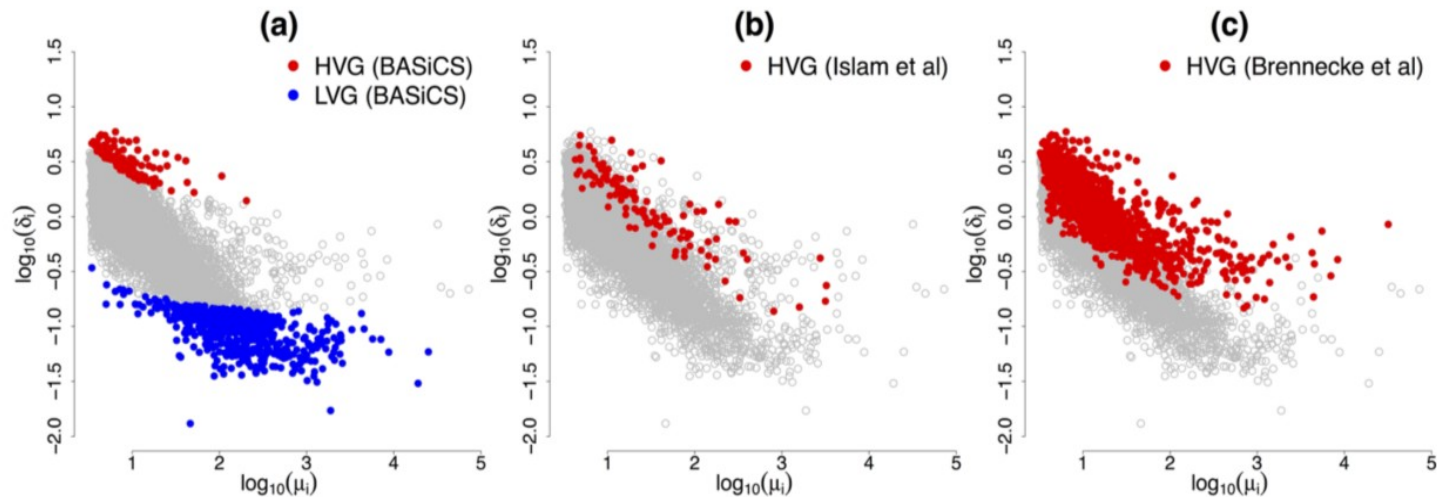 (a)
HVG (BASiCS)
LVG (BASiCS)
1.5
1.0
0.5
0.0
−0.5
−1.0
−1.5
−2.0
log10(δi)
1 2 3 4 5
log10(μi)
(b)
HVG (Islam et al)
1.5
1.0
0.5
0.0
−0.5
−1.0
−1.5
−2.0
log10(δi)
1 2 3 4 5
log10(μi)
(c)
HVG (Brennecke et al)
1.5
1.0
0.5
0.0
−0.5
−1.0
−1.5
−2.0
log10(δi)
1 2 3 4 5
log10(μi)